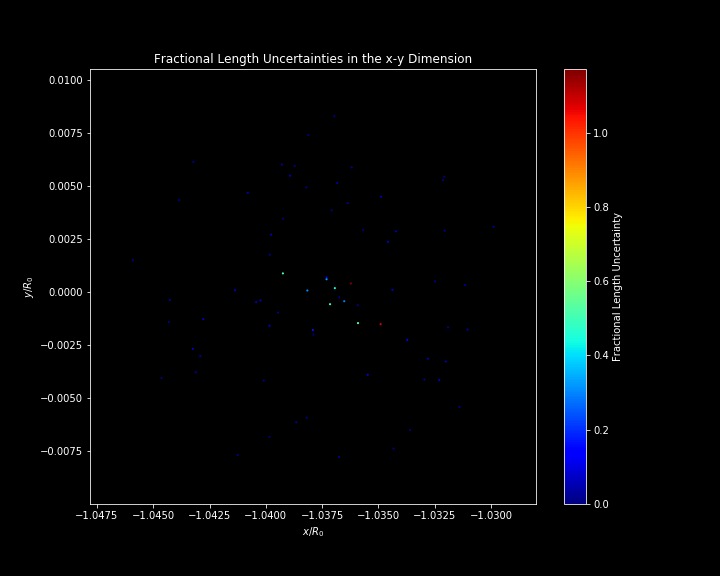 Fractional Length Uncertainties in the x-y Dimension
0.0100
0.0075
0.0050
0.0025
0.0000
−0.0025
−0.0050
−0.0075
y/R₀
−1.0475 −1.0450 −1.0425 −1.0400 −1.0375 −1.0350 −1.0325 −1.0300
x/R₀
1.0
0.8
0.6
0.4
0.2
0.0
Fractional Length Uncertainty